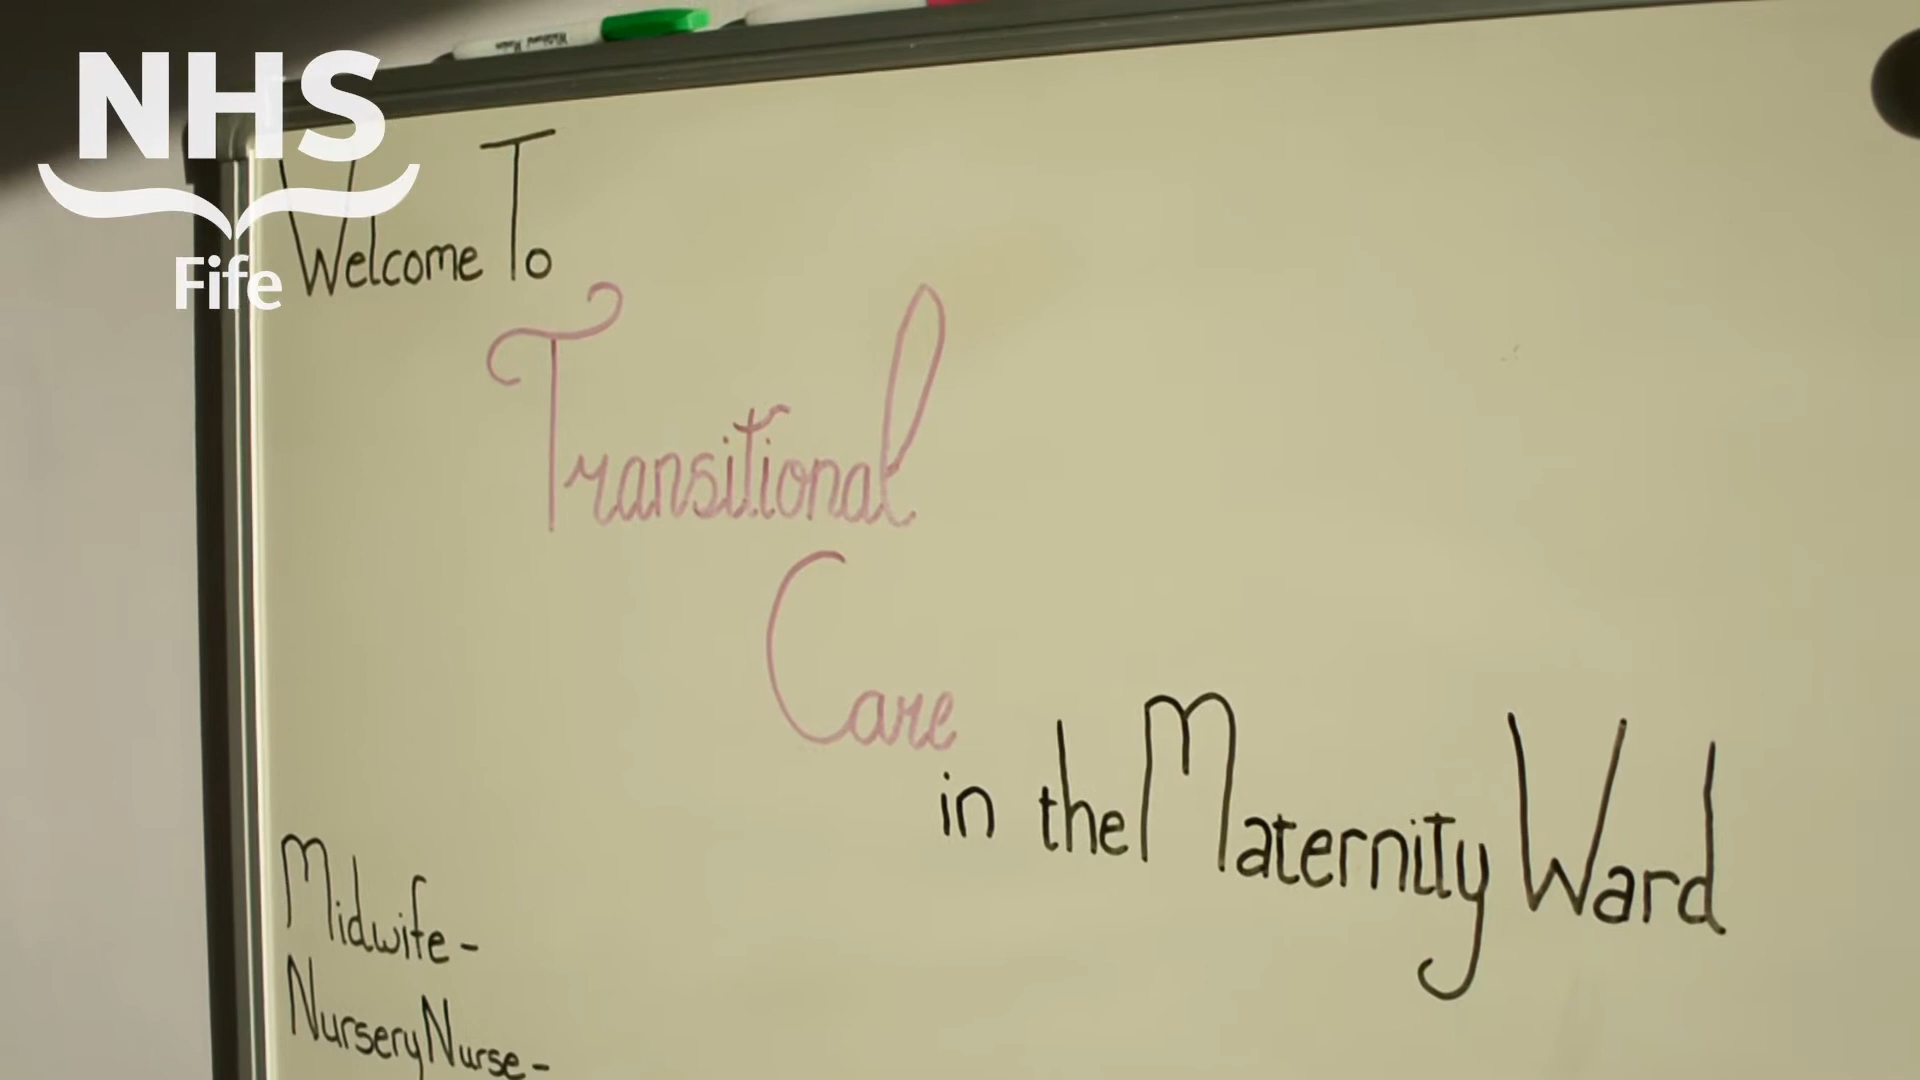 NHS
Fife
Welcome To
Transitional
Care
in the Maternity Ward
Midwife -
Nursery Nurse -